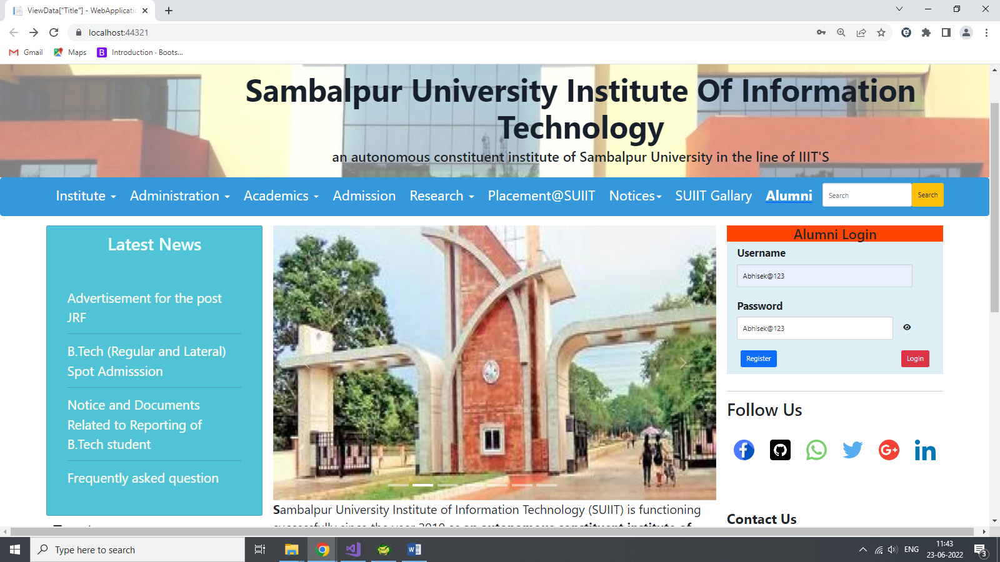 ViewData["Title"] - WebApplicatio
localhost:44321
Gmail
Maps
Introduction · Boots...
Sambalpur University Institute Of Information
Technology
an autonomous constituent institute of Sambalpur University in the line of IIIT'S
Institute
Administration
Academics
Admission
Research
Placement@SUIIT
Notices
SUIIT Gallary
Alumni
Search
Search
Latest News
Advertisement for the post
JRF
B.Tech (Regular and Lateral)
Spot Admisssion
Notice and Documents
Related to Reporting of
B.Tech student
Frequently asked question
Sambalpur University Institute of Information Technology (SUIIT) is functioning
Alumni Login
Username
Abhisek@123
Password
Abhisek@123
Register
Login
Follow Us
Contact Us
Type here to search
ENG
11:43
23-06-2022
3